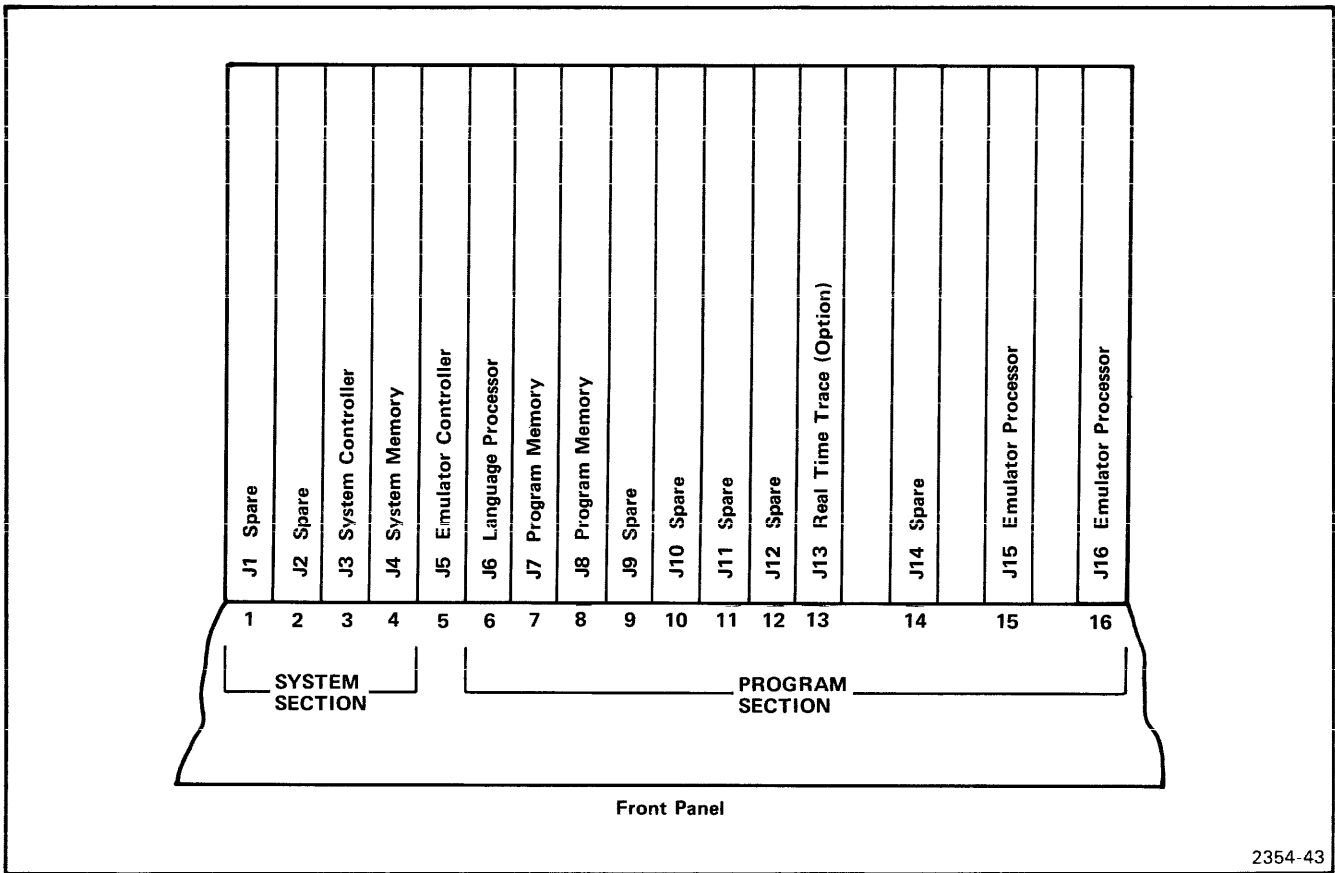 J1 Spare
J2 Spare
J3 System Controller
J4 System Memory
J5 Emulator Controller
J6 Language Processor
J7 Program Memory
J8 Program Memory
J9 Spare
J10 Spare
J11 Spare
J12 Spare
J13 Real Time Trace (Option)
J14 Spare
J15 Emulator Processor
J16 Emulator Processor
1 2 3 4 5 6 7 8 9 10 11 12 13 14 15 16
SYSTEM
SECTION
PROGRAM
SECTION
Front Panel
2354-43